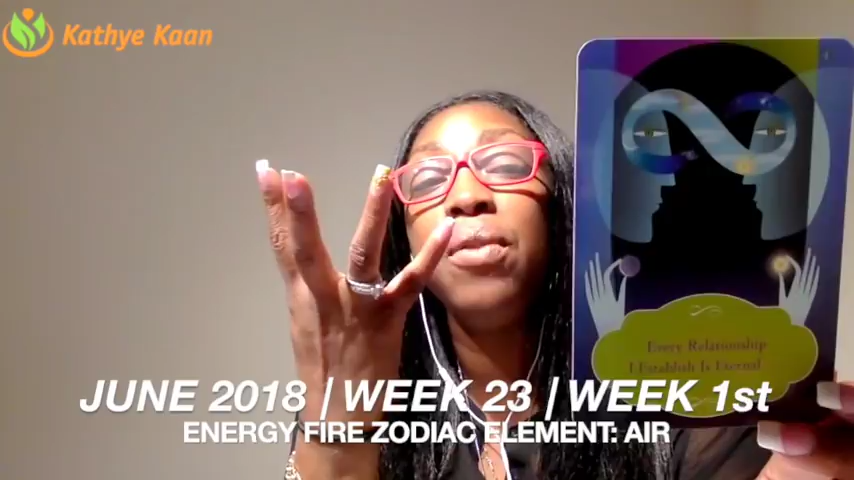 Kathye Kaan
Every Relationship
I Establish Is Eternal
JUNE 2018 | WEEK 23 | WEEK 1st
ENERGY FIRE ZODIAC ELEMENT: AIR